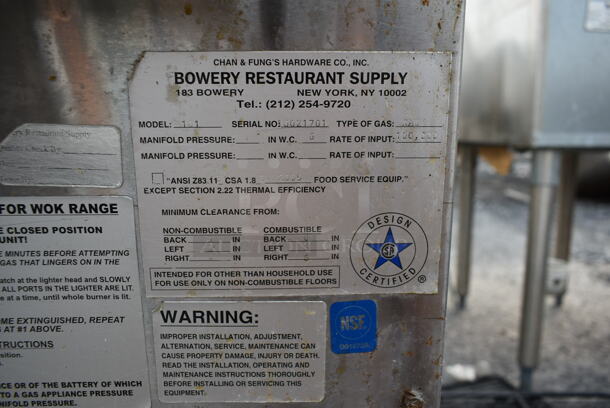 CHAN & FUNG'S HARDWARE CO., INC.
BOWERY RESTAURANT SUPPLY
183 BOWERY NEW YORK, NY 10002
Tel.: (212) 254-9720
MODEL: SERIAL NO: 0021701 TYPE OF GAS:
MANIFOLD PRESSURE: IN W.C. 6 RATE OF INPUT:
MANIFOLD PRESSURE: IN W.C. RATE OF INPUT:
"ANSI Z83.11 CSA 1.8 FOOD SERVICE EQUIP."
EXCEPT SECTION 2.22 THERMAL EFFICIENCY
MINIMUM CLEARANCE FROM:
NON-COMBUSTIBLE COMBUSTIBLE
BACK IN BACK IN
LEFT IN LEFT IN
RIGHT IN RIGHT IN
INTENDED FOR OTHER THAN HOUSEHOLD USE
FOR USE ONLY ON NON-COMBUSTIBLE FLOORS
DESIGN
CERTIFIED
®
Restaurant Supply
FOR WOK RANGE
CLOSED POSITION
UNIT!
MINUTES BEFORE ATTEMPTING
GAS THAT LINGERS ON IN THE
at the lighter head and SLOWLY
ALL PORTS IN THE LIGHTER ARE LIT.
at a time, until whole burner is lit.
EXTINGUISHED, REPEAT
AT #1 ABOVE.
WARNING:
IMPROPER INSTALLATION, ADJUSTMENT,
ALTERNATION, SERVICE, MAINTENANCE CAN
CAUSE PROPERTY DAMAGE, INJURY OR DEATH.
READ THE INSTALLATION, OPERATING AND
MAINTENANCE INSTRUCTIONS THOROUGHLY
BEFORE INSTALLING OR SERVICING THIS
EQUIPMENT.
NSF
OR OF THE BATTERY OF WHICH
TO A GAS APPLIANCE PRESSURE
PRESSURE